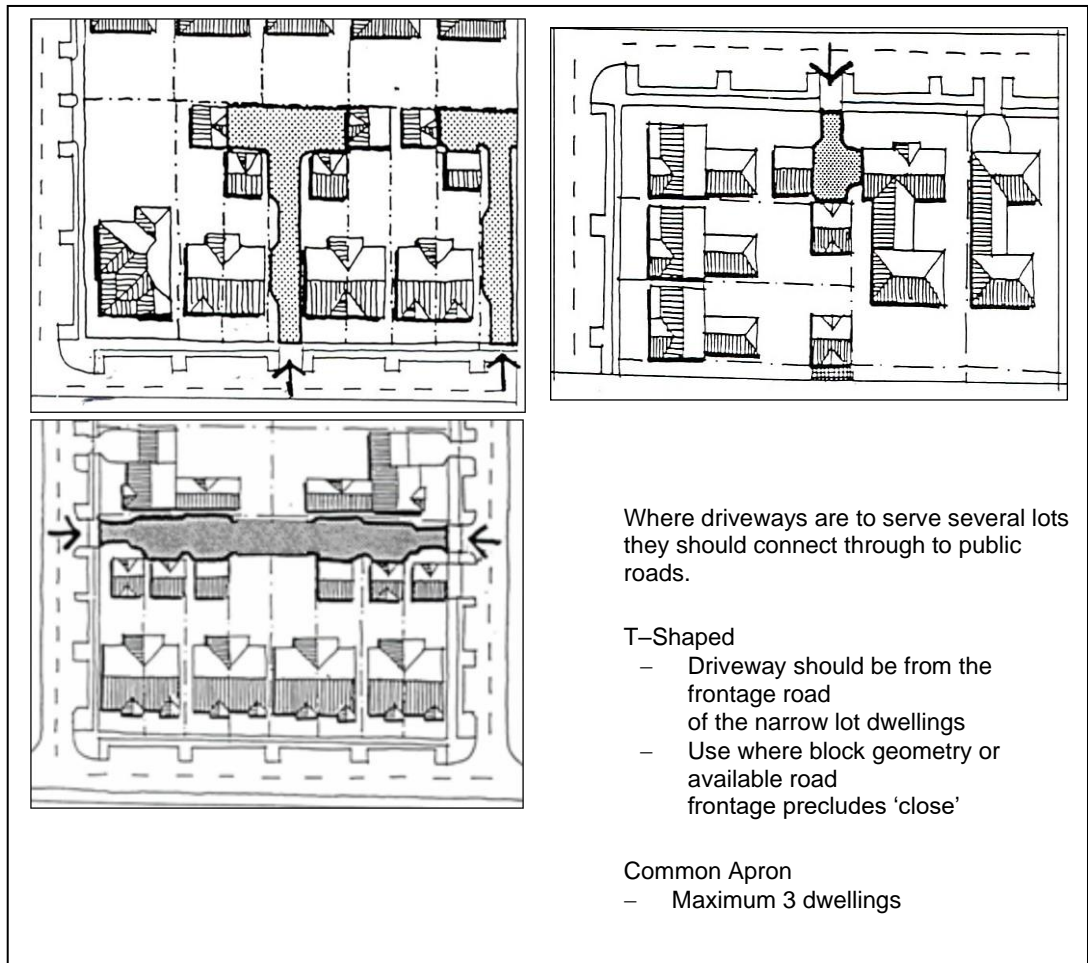 Where driveways are to serve several lots
they should connect through to public
roads.
T–Shaped
– Driveway should be from the
frontage road
of the narrow lot dwellings
– Use where block geometry or
available road
frontage precludes ‘close’
Common Apron
– Maximum 3 dwellings